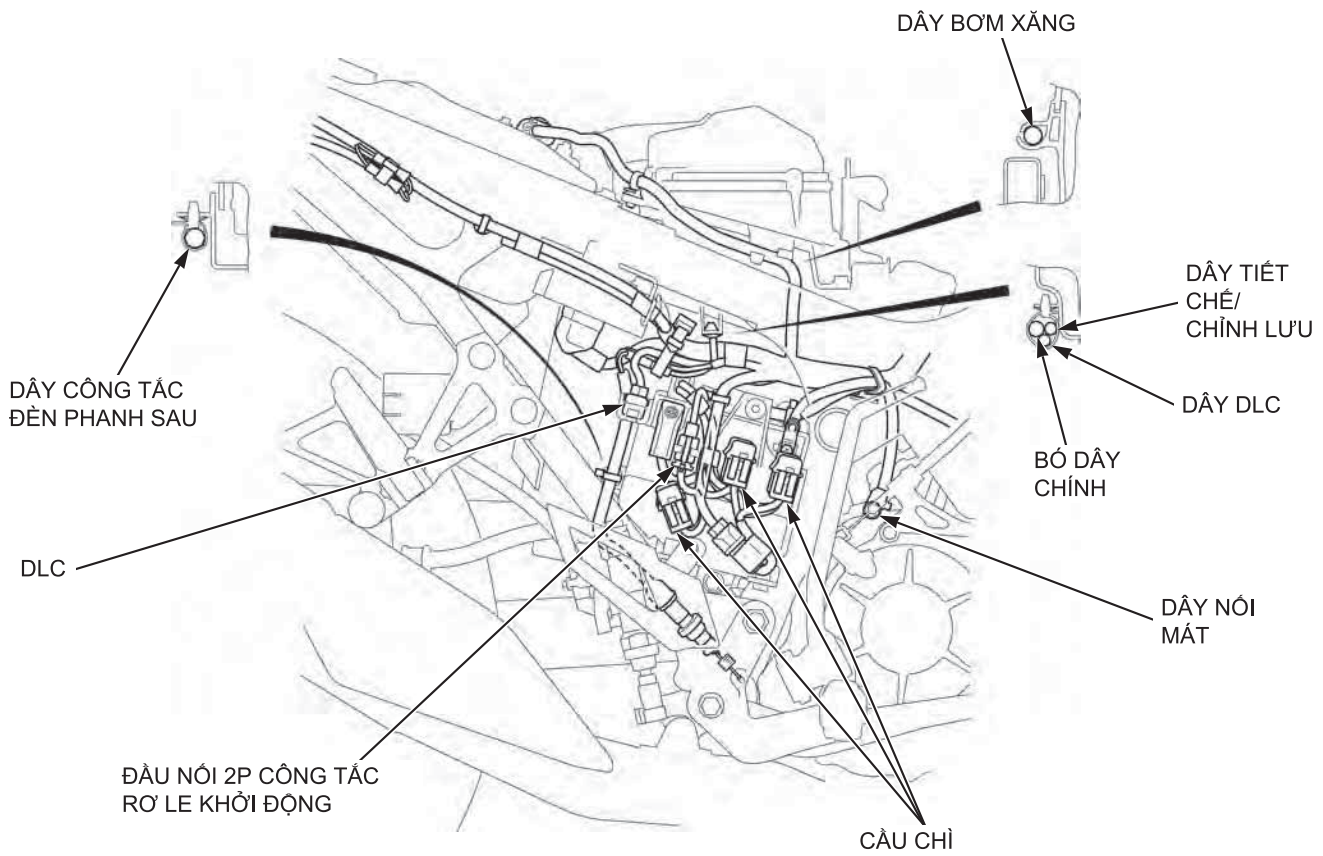 DÂY BƠM XĂNG
DÂY TIẾT
CHẾ/
CHỈNH LƯU
DÂY CÔNG TẮC
ĐÈN PHANH SAU
DÂY DLC
BÓ DÂY
CHÍNH
DLC
DÂY NỐI
MÁT
ĐẦU NỐI 2P CÔNG TẮC
RƠ LE KHỞI ĐỘNG
CẦU CHÌ